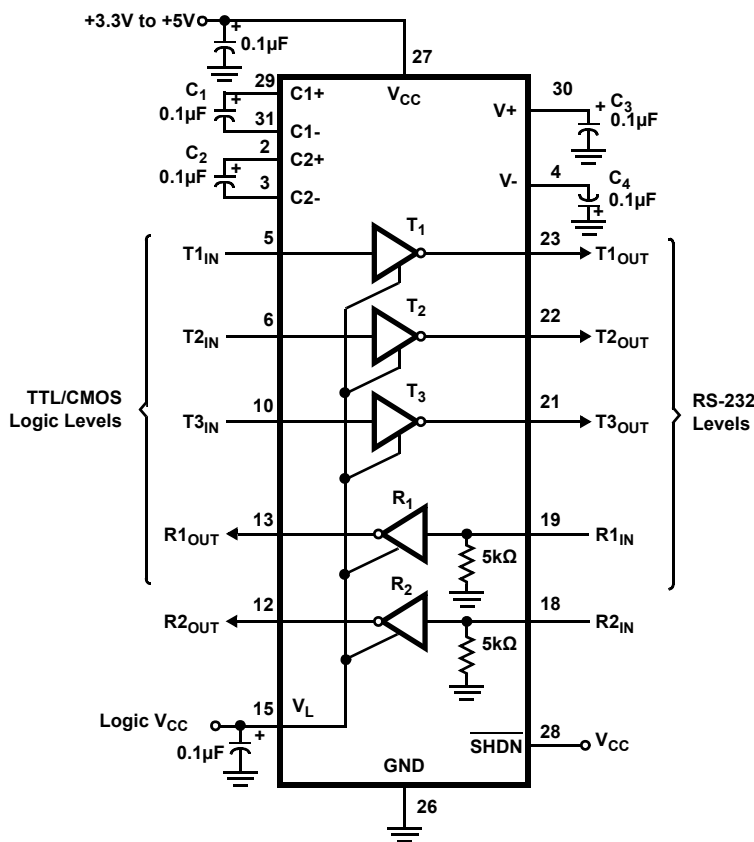 +3.3V to +5V
+
0.1µF
27
29
C1
+
0.1µF
31
C1+
C1-
VCC
V+
30
+
C3
0.1µF
2
C2
+
0.1µF
3
C2+
C2-
V-
4
C4
0.1µF
+
T1IN
5
T1
23
T1OUT
T2IN
6
T2
22
T2OUT
TTL/CMOS
Logic Levels
RS-232
Levels
T3IN
10
T3
21
T3OUT
R1OUT
13
R1
19
R1IN
5kΩ
R2OUT
12
R2
18
R2IN
5kΩ
Logic VCC
15
VL
+
0.1µF
SHDN
28
VCC
GND
26